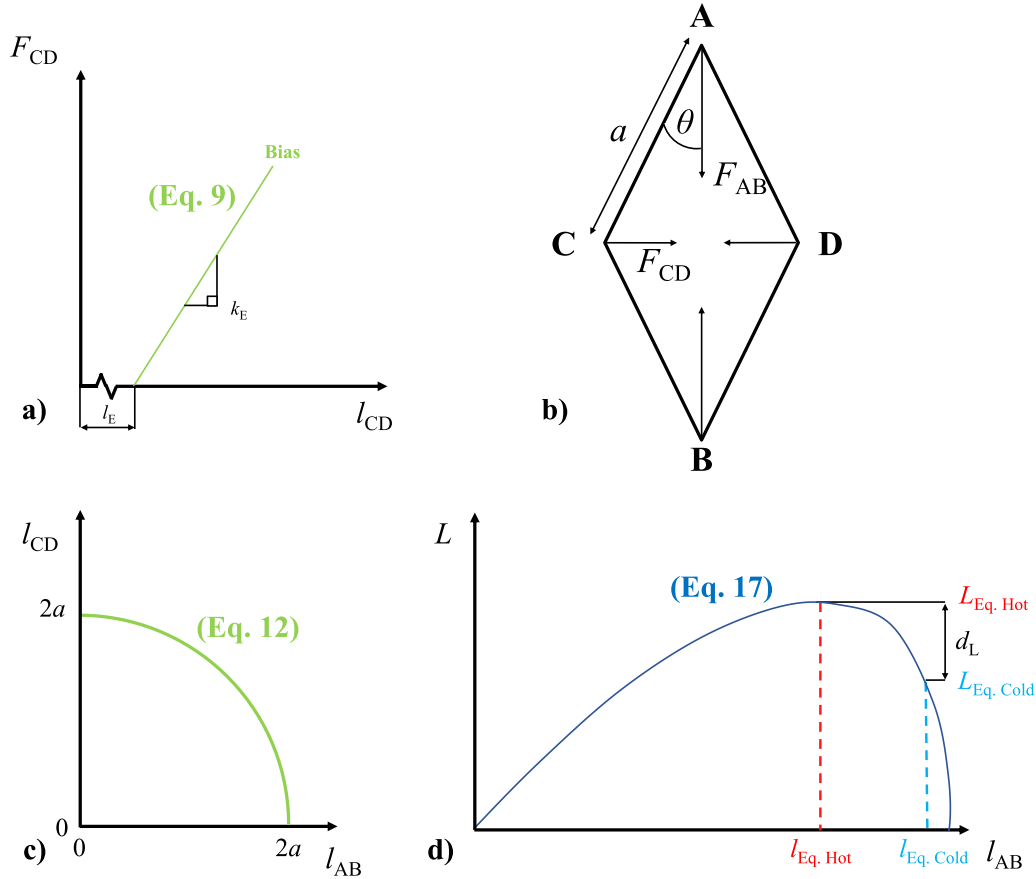 F_CD
Bias
(Eq. 9)
k_E
a)
l_E
l_CD
A
a
θ
F_AB
C
D
F_CD
b)
B
l_CD
2a
(Eq. 12)
0
c)
0
2a
l_AB
L
(Eq. 17)
L_Eq. Hot
d_L
L_Eq. Cold
d)
l_Eq. Hot
l_Eq. Cold
l_AB